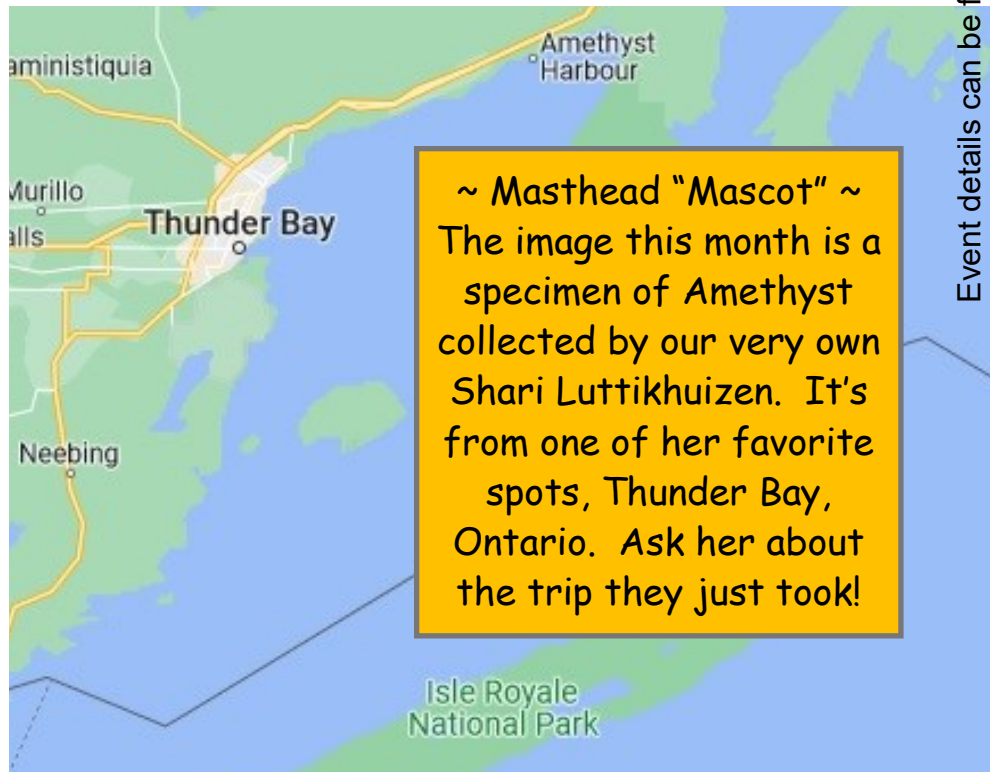 Amethyst
Harbour
aministiquia
Murillo
alls
Thunder Bay
Neebing
~ Masthead “Mascot” ~
The image this month is a
specimen of Amethyst
collected by our very own
Shari Luttikhuizen.  It’s
from one of her favorite
spots, Thunder Bay,
Ontario.  Ask her about
the trip they just took!
Isle Royale
National Park
Event details can be f